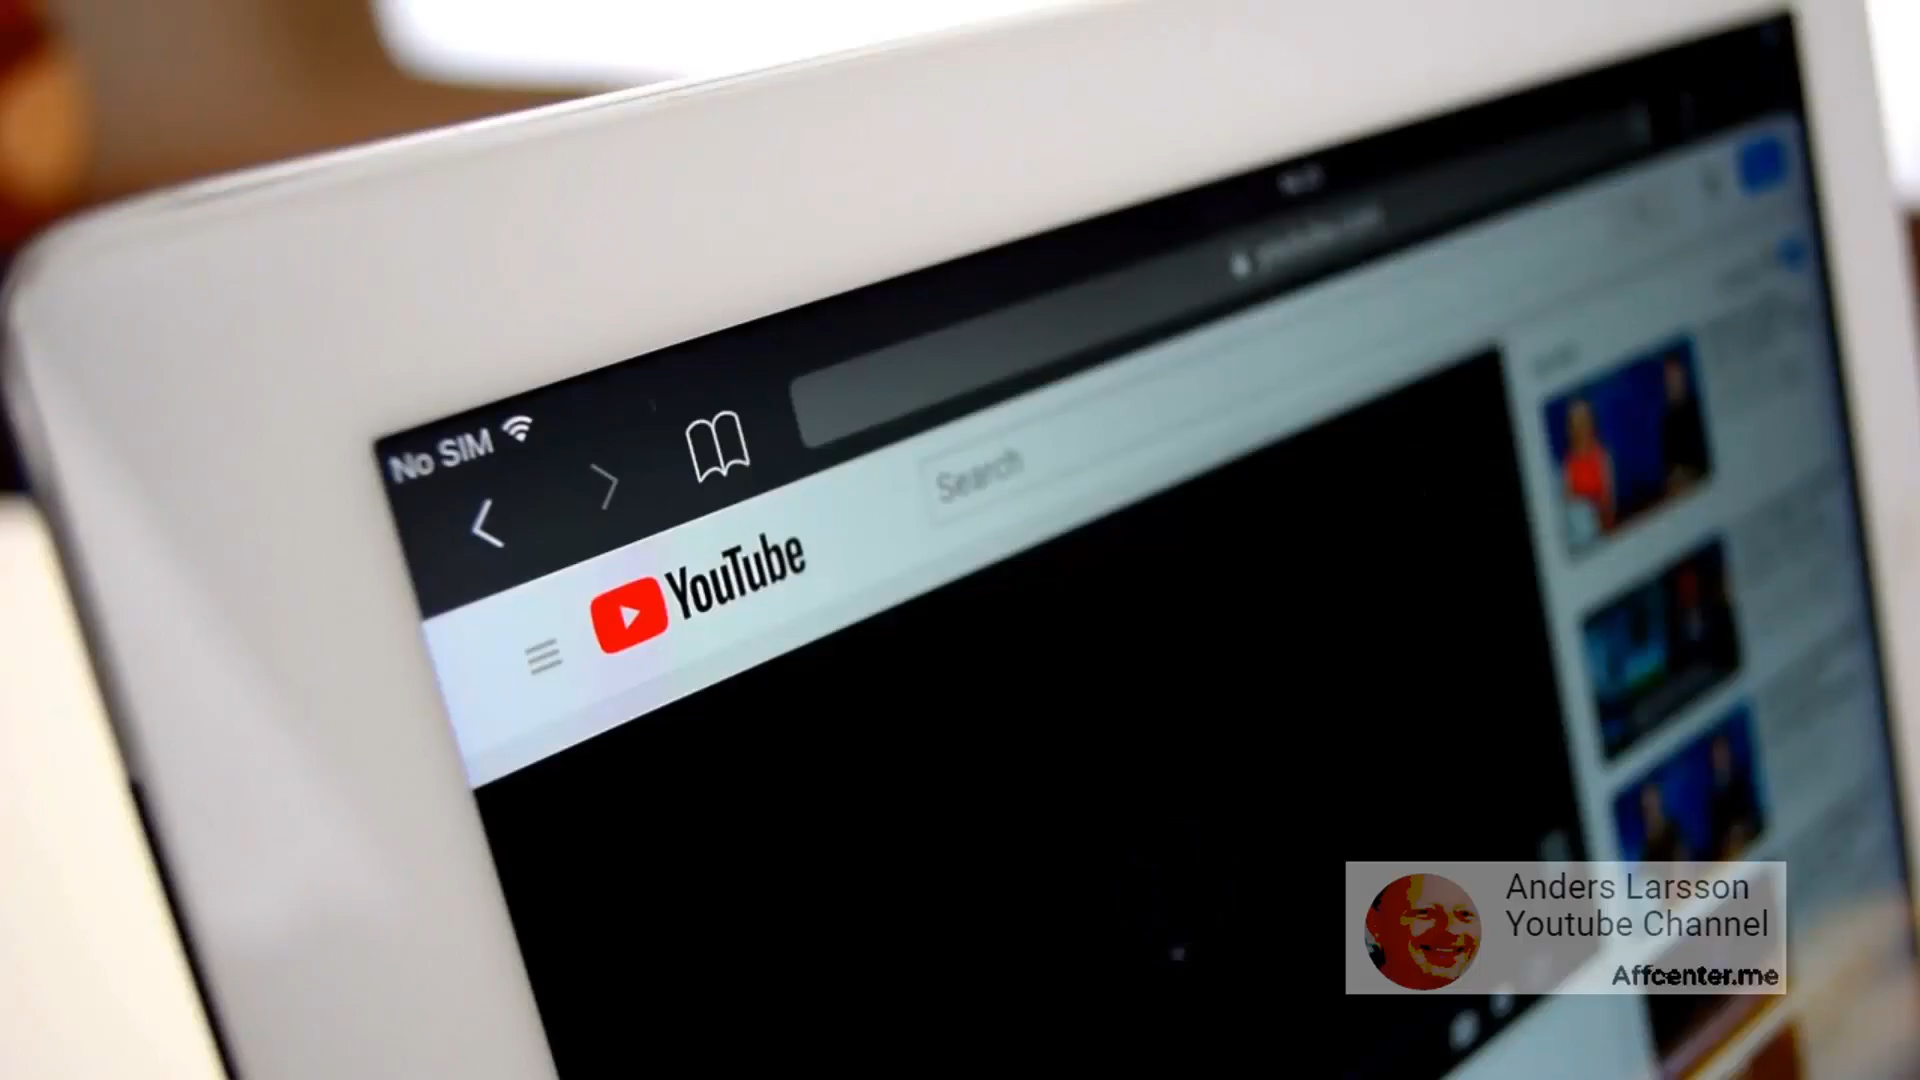 No SIM
YouTube
Search
Anders Larsson
Youtube Channel
Affcenter.me